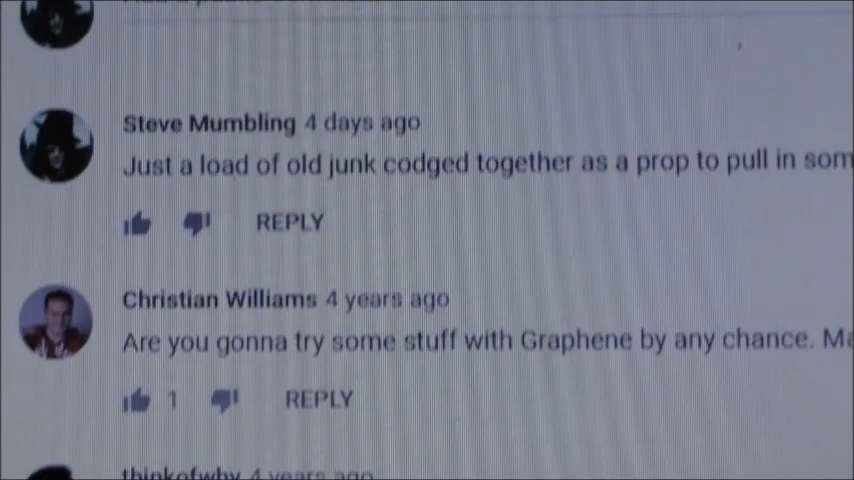 Steve Mumbling 4 days ago
Just a load of old junk codged together as a prop to pull in som
REPLY
Christian Williams 4 years ago
Are you gonna try some stuff with Graphene by any chance. Ma
1 REPLY
thinkofwhy 4 years ago